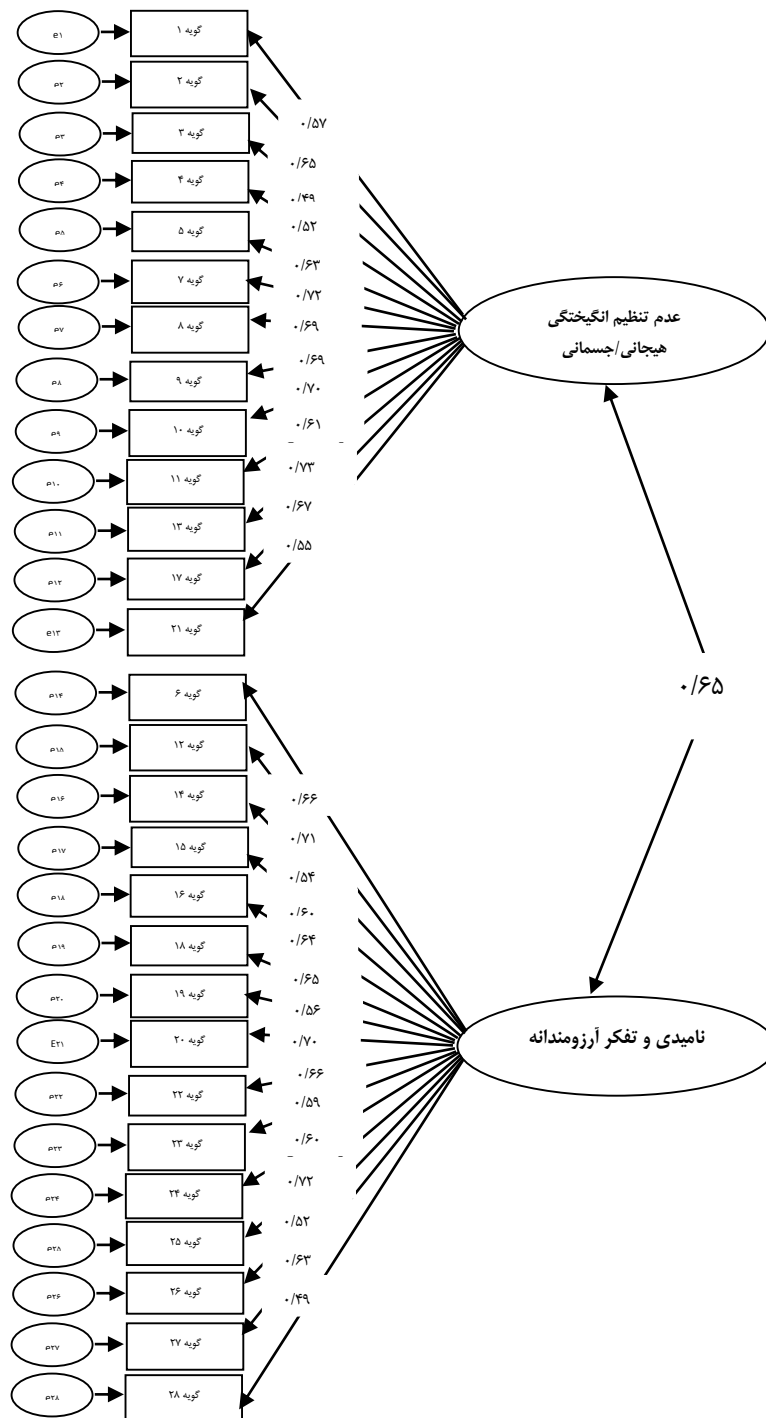 e۱ گویه ۱
e۲ گویه ۲
e۳ گویه ۳
e۴ گویه ۴
e۵ گویه ۵
e۶ گویه ۷
e۷ گویه ۸
e۸ گویه ۹
e۹ گویه ۱۰
e۱۰ گویه ۱۱
e۱۱ گویه ۱۳
e۱۲ گویه ۱۷
e۱۳ گویه ۲۱
۰/۵۷
۰/۶۵
۰/۴۹
۰/۵۲
۰/۶۳
۰/۷۲
۰/۶۹
۰/۶۹
۰/۷۰
۰/۶۱
۰/۷۳
۰/۶۷
۰/۵۵
عدم تنظیم انگیختگی
هیجانی/جسمانی
۰/۶۵
e۱۴ گویه ۶
e۱۵ گویه ۱۲
e۱۶ گویه ۱۴
e۱۷ گویه ۱۵
e۱۸ گویه ۱۶
e۱۹ گویه ۱۸
e۲۰ گویه ۱۹
E۲۱ گویه ۲۰
e۲۲ گویه ۲۲
e۲۳ گویه ۲۳
e۲۴ گویه ۲۴
e۲۵ گویه ۲۵
e۲۶ گویه ۲۶
e۲۷ گویه ۲۷
e۲۸ گویه ۲۸
۰/۶۶
۰/۷۱
۰/۵۴
۰/۶۰
۰/۶۴
۰/۶۵
۰/۵۶
۰/۷۰
۰/۶۶
۰/۵۹
۰/۶۰
۰/۷۲
۰/۵۲
۰/۶۳
۰/۴۹
نامیدی و تفکر آرزومندانه